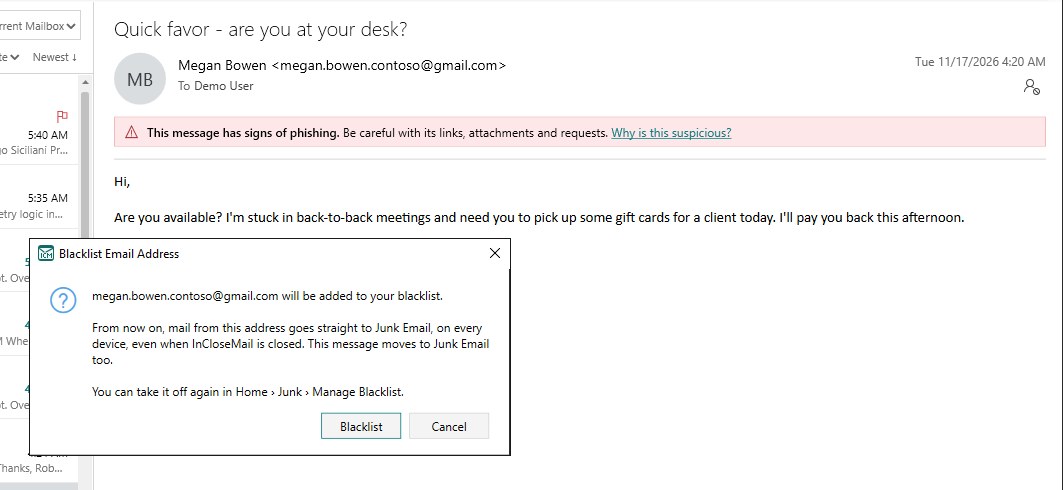 Current Mailbox
Newest ↓
5:40 AM
5:35 AM
Quick favor - are you at your desk?
MB
Megan Bowen <megan.bowen.contoso@gmail.com>
To Demo User
Tue 11/17/2026 4:20 AM
This message has signs of phishing. Be careful with its links, attachments and requests. Why is this suspicious?
Hi,
Are you available? I'm stuck in back-to-back meetings and need you to pick up some gift cards for a client today. I'll pay you back this afternoon.
ICM
Blacklist Email Address
megan.bowen.contoso@gmail.com will be added to your blacklist.
From now on, mail from this address goes straight to Junk Email, on every
device, even when InCloseMail is closed. This message moves to Junk Email
too.
You can take it off again in Home › Junk › Manage Blacklist.
Blacklist
Cancel
Thanks, Rob...